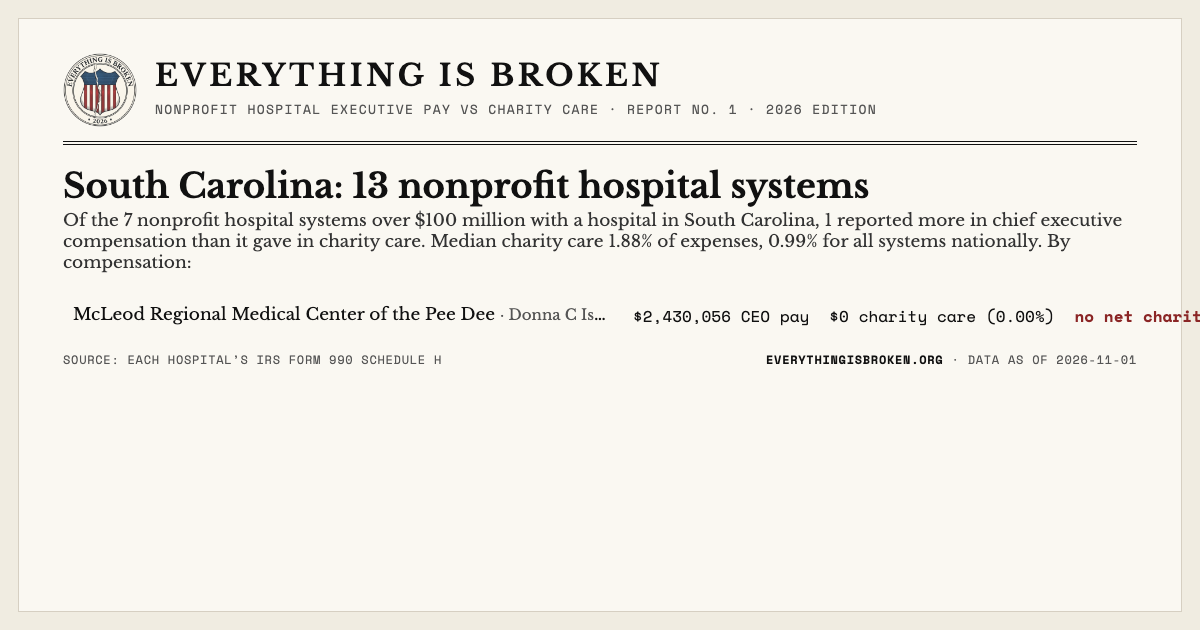 EVERYTHING IS BROKEN
2026
EVERYTHING IS BROKEN
NONPROFIT HOSPITAL EXECUTIVE PAY VS CHARITY CARE · REPORT NO. 1 · 2026 EDITION
South Carolina: 13 nonprofit hospital systems
Of the 7 nonprofit hospital systems over $100 million with a hospital in South Carolina, 1 reported more in chief executive
compensation than it gave in charity care. Median charity care 1.88% of expenses, 0.99% for all systems nationally. By
compensation:
McLeod Regional Medical Center of the Pee Dee · Donna C Is… $2,430,056 CEO pay $0 charity care (0.00%) no net charit
SOURCE: EACH HOSPITAL'S IRS FORM 990 SCHEDULE H EVERYTHINGISBROKEN.ORG · DATA AS OF 2026-11-01